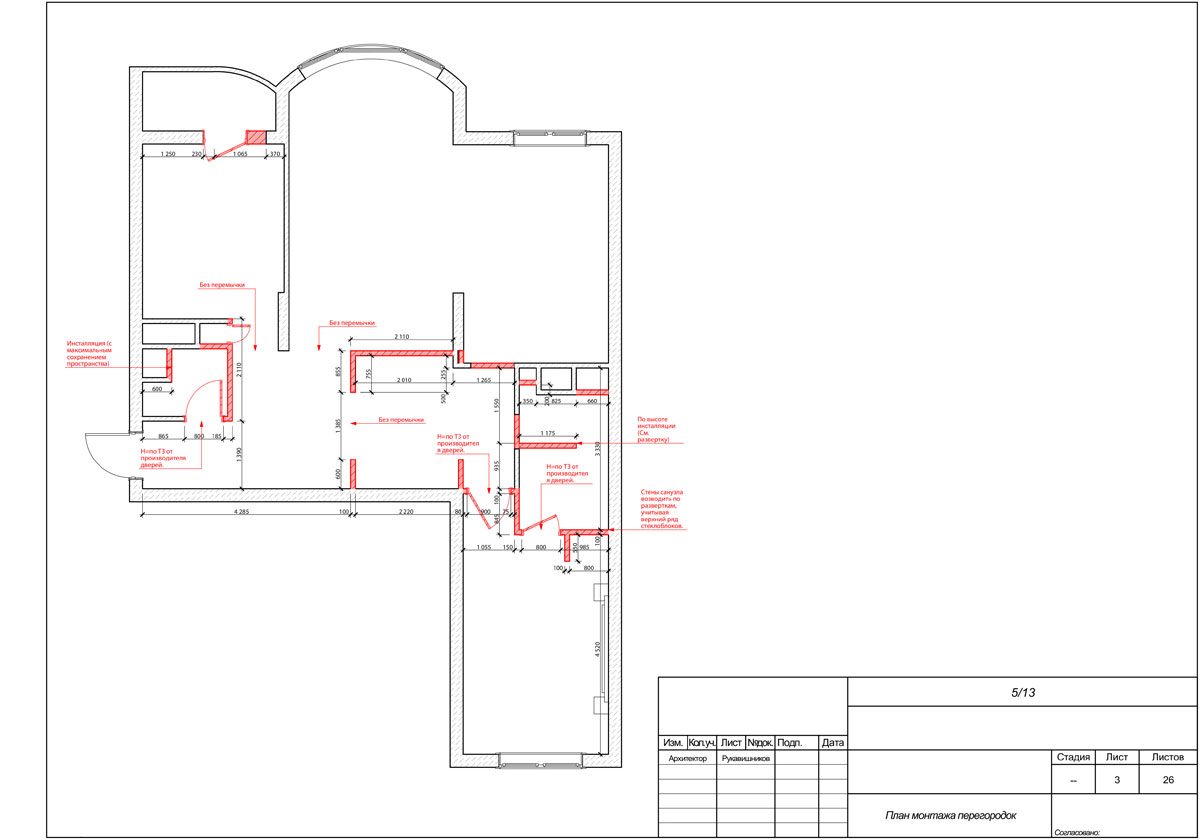 1 250
230
1 065
370
Без перемычки
Без перемычки
2 110
Инсталляция (с
максимальным
сохранением
пространства)
600
2 110
855
755
2 010
255
500
1 265
1 550
350
200
825
660
Без перемычки
1 385
1 175
По высоте
инсталляции
(См.
развертку)
3 330
865
800
185
1 390
H=по ТЗ от
производителя
дверей.
H=по ТЗ от
производител
я дверей.
935
H=по ТЗ от
производител
я дверей.
600
Стены санузла
возводить по
разверткам,
учитывая
верхний ряд
стеклоблоков.
4 285
100
2 220
80
900
75
100
845
1 055
150
800
550
985
100
100
800
4 520
5/13
Изм.
Кол.уч.
Лист
№док.
Подп.
Дата
Архитектор
Рукавишников
Стадия
Лист
Листов
--
3
26
План монтажа перегородок
Согласовано: